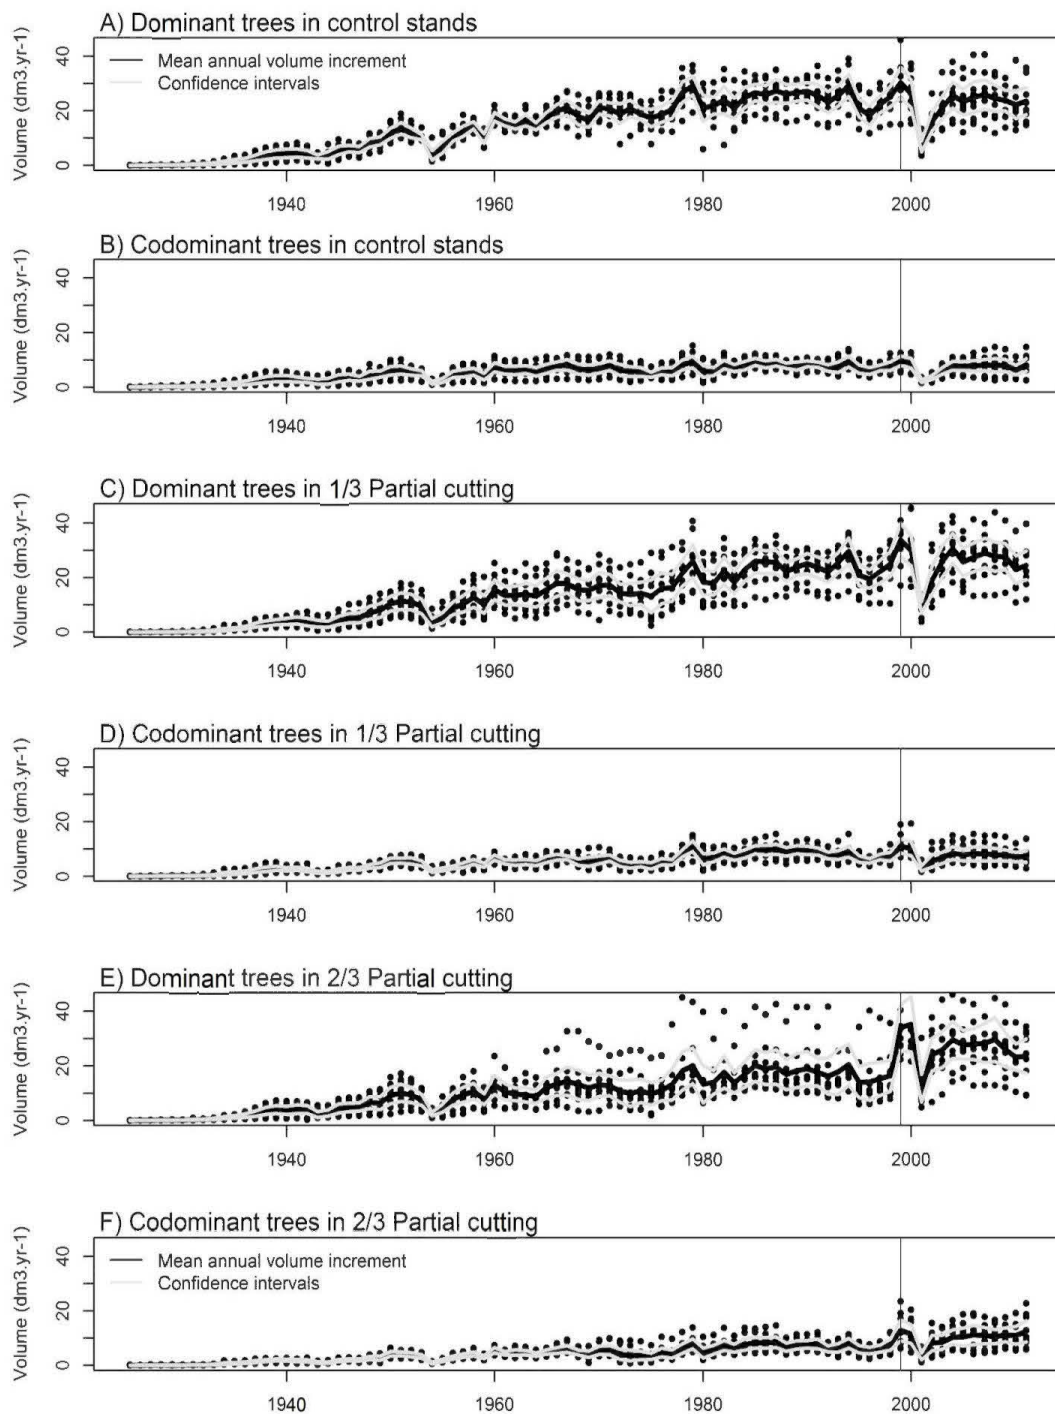 A) Dominant trees in control stands
Volume (dm3.yr-1)
40
20
0
Mean annual volume increment
Confidence intervals
1940
1960
1980
2000
B) Codominant trees in control stands
Volume (dm3.yr-1)
40
20
0
1940
1960
1980
2000
C) Dominant trees in 1/3 Partial cutting
Volume (dm3.yr-1)
40
20
0
1940
1960
1980
2000
D) Codominant trees in 1/3 Partial cutting
Volume (dm3.yr-1)
40
20
0
1940
1960
1980
2000
E) Dominant trees in 2/3 Partial cutting
Volume (dm3.yr-1)
40
20
0
1940
1960
1980
2000
F) Codominant trees in 2/3 Partial cutting
Volume (dm3.yr-1)
40
20
0
Mean annual volume increment
Confidence intervals
1940
1960
1980
2000